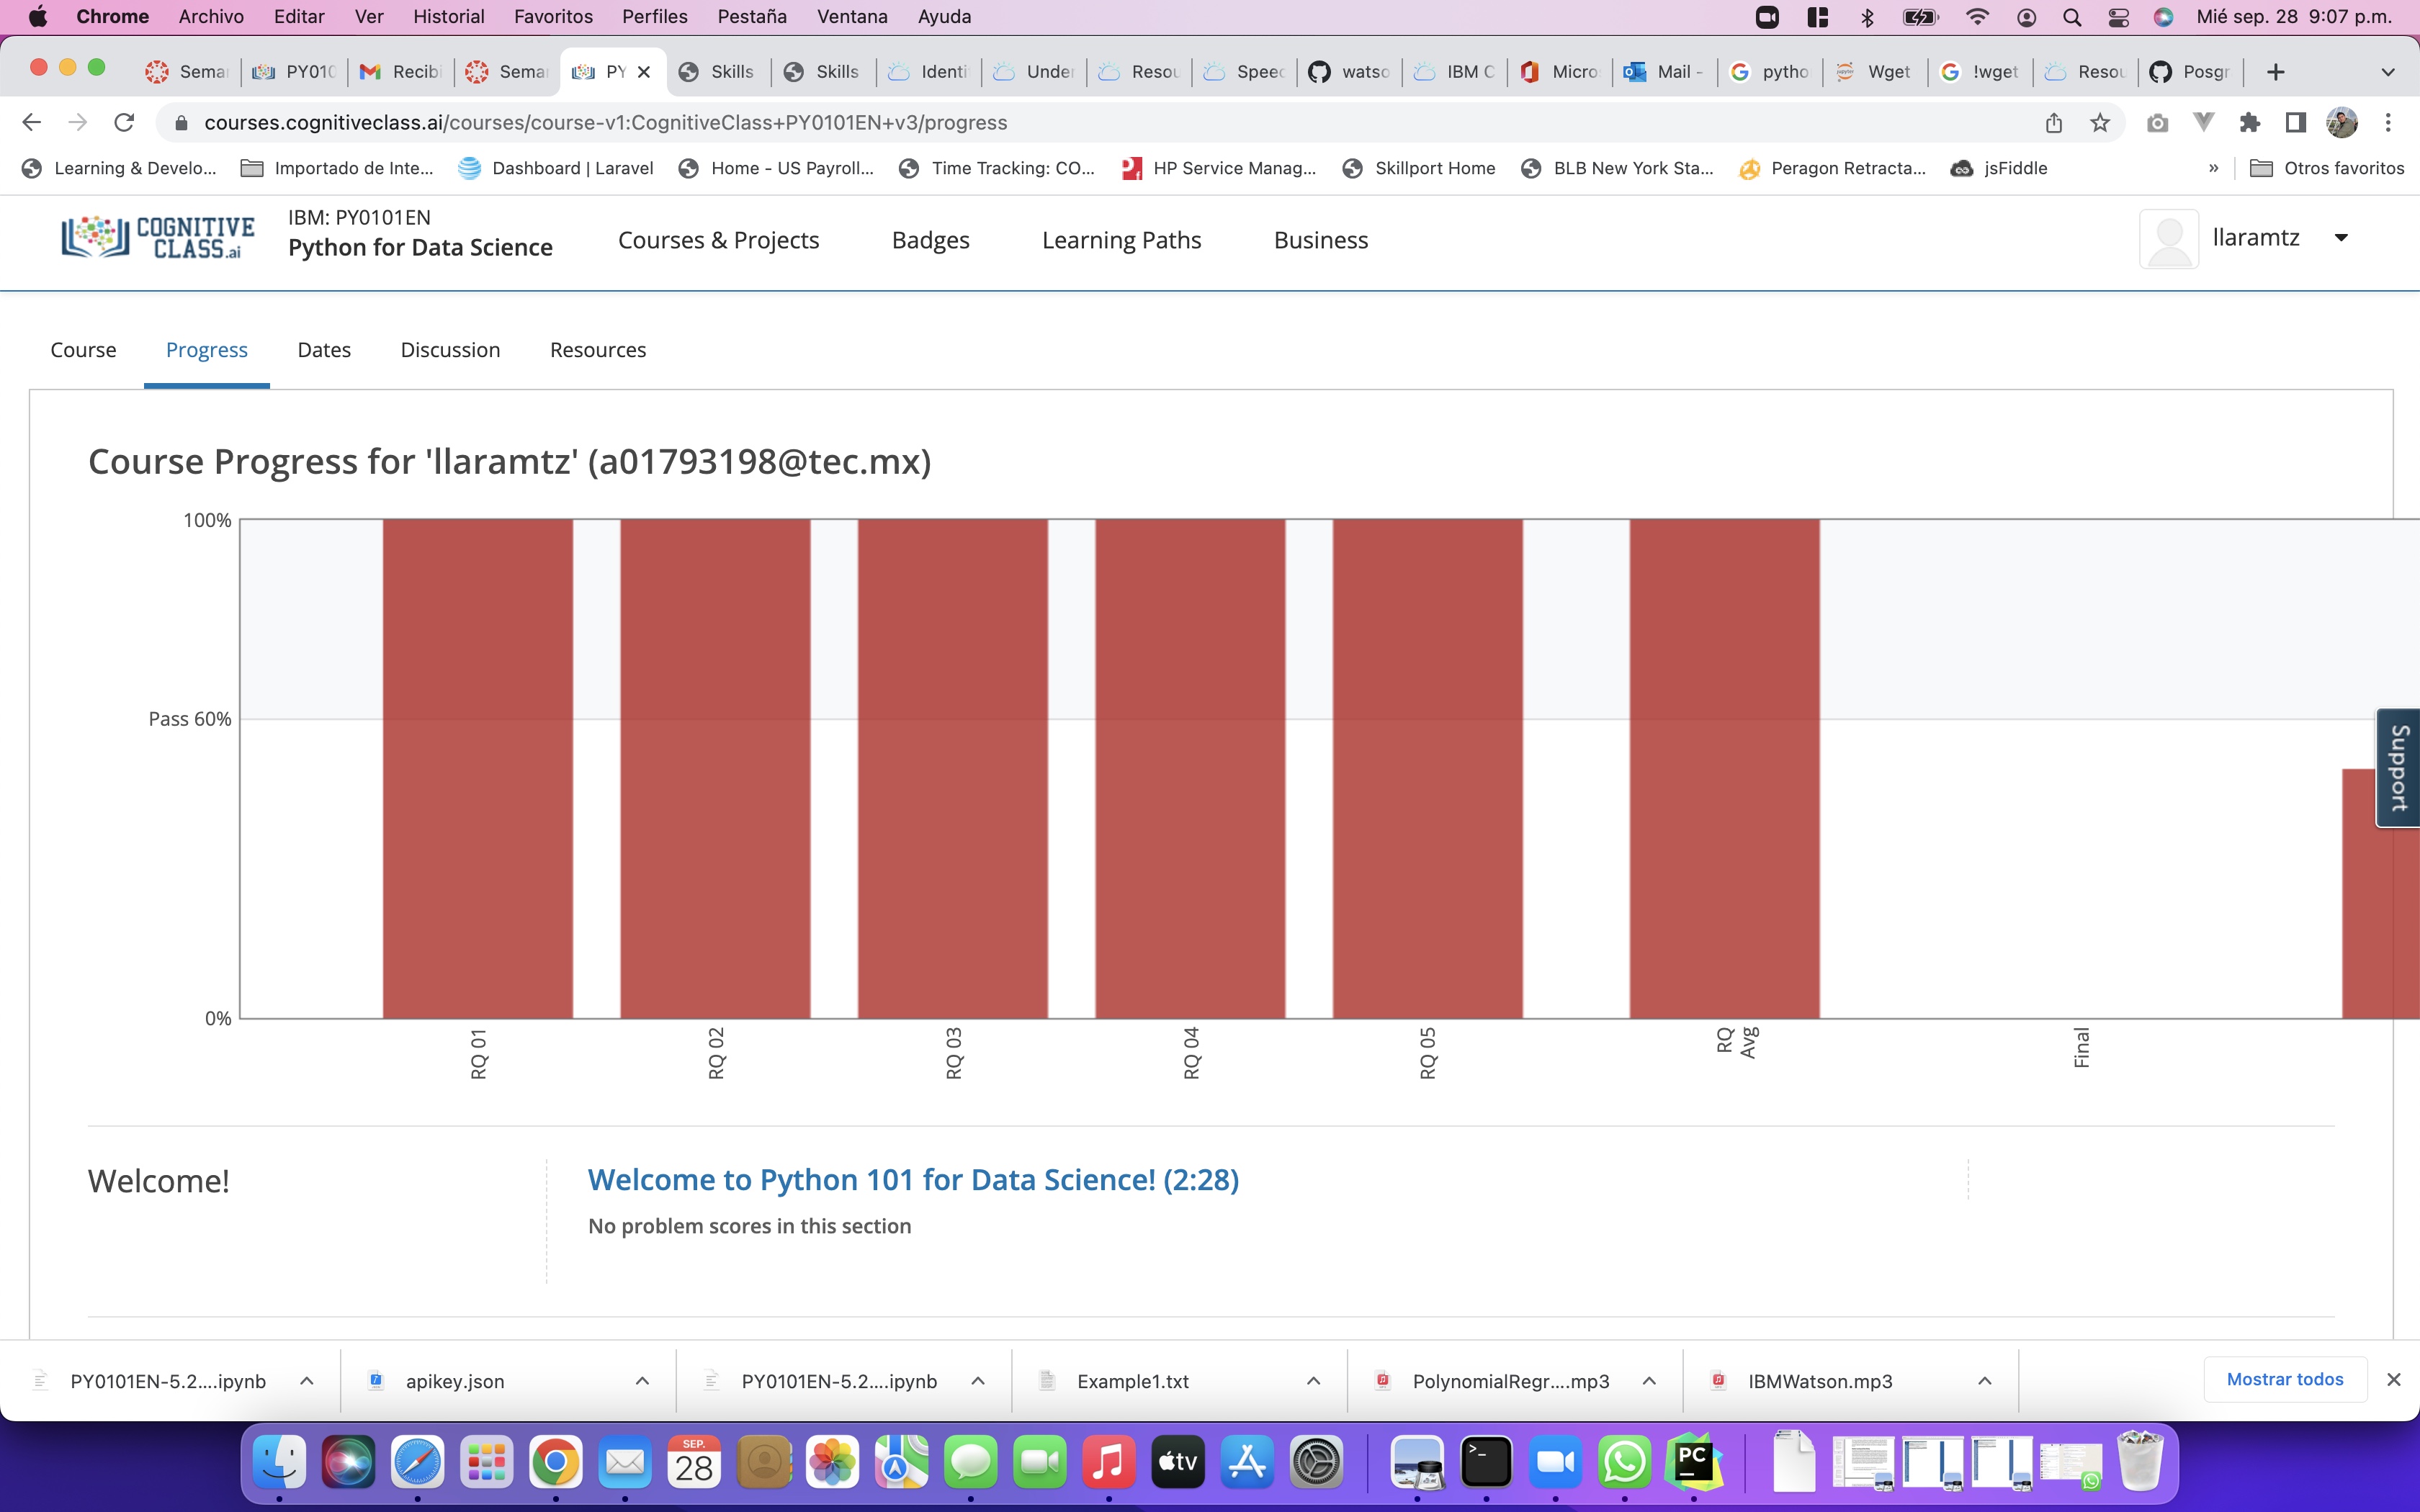 Chrome Archivo Editar Ver Historial Favoritos Perfiles Pestaña Ventana Ayuda Mié sep. 28 9:07 p.m.
Semar PY010 Recibi Semar PY Skills Skills Identi Under Resou Speec watso IBM C Micro Mail - pytho Wget !wget Resou Posgr
courses.cognitiveclass.ai/courses/course-v1:CognitiveClass+PY0101EN+v3/progress
Learning & Develo... Importado de Inte... Dashboard | Laravel Home - US Payroll... Time Tracking: CO... HP Service Manag... Skillport Home BLB New York Sta... Peragon Retracta... jsFiddle » Otros favoritos
COGNITIVE
CLASS.ai
IBM: PY0101EN
Python for Data Science
Courses & Projects Badges Learning Paths Business
llaramtz
Course Progress Dates Discussion Resources
Course Progress for 'llaramtz' (a01793198@tec.mx)
100%
Pass 60%
0%
RQ 01
RQ 02
RQ 03
RQ 04
RQ 05
RQ
Avg
Final
Support
Welcome!
Welcome to Python 101 for Data Science! (2:28)
No problem scores in this section
PY0101EN-5.2....ipynb apikey.json PY0101EN-5.2....ipynb Example1.txt PolynomialRegr....mp3 IBMWatson.mp3 Mostrar todos
SEP.
28
tv
PC